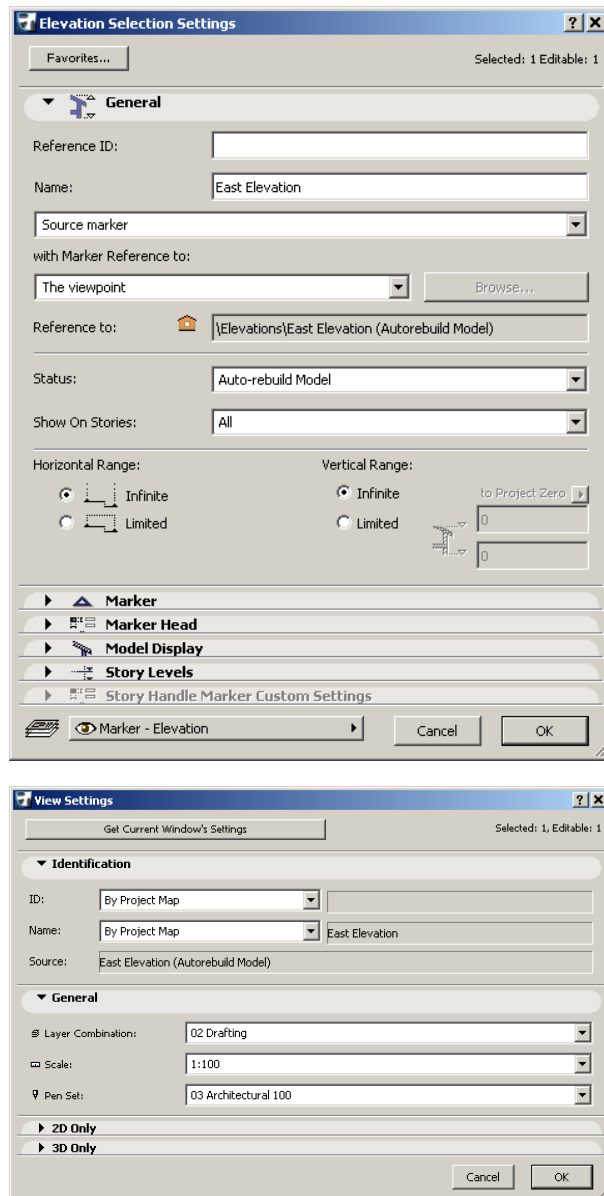 Elevation Selection Settings
Favorites... Selected: 1 Editable: 1
General
Reference ID:
Name: East Elevation
Source marker
with Marker Reference to:
The viewpoint Browse...
Reference to: \Elevations\East Elevation (Autorebuild Model)
Status: Auto-rebuild Model
Show On Stories: All
Horizontal Range: Vertical Range:
Infinite Infinite to Project Zero
Limited Limited 0
0
Marker
Marker Head
Model Display
Story Levels
Story Handle Marker Custom Settings
Marker - Elevation Cancel OK
View Settings
Get Current Window's Settings Selected: 1, Editable: 1
Identification
ID: By Project Map
Name: By Project Map East Elevation
Source: East Elevation (Autorebuild Model)
General
Layer Combination: 02 Drafting
Scale: 1:100
Pen Set: 03 Architectural 100
2D Only
3D Only
Cancel OK